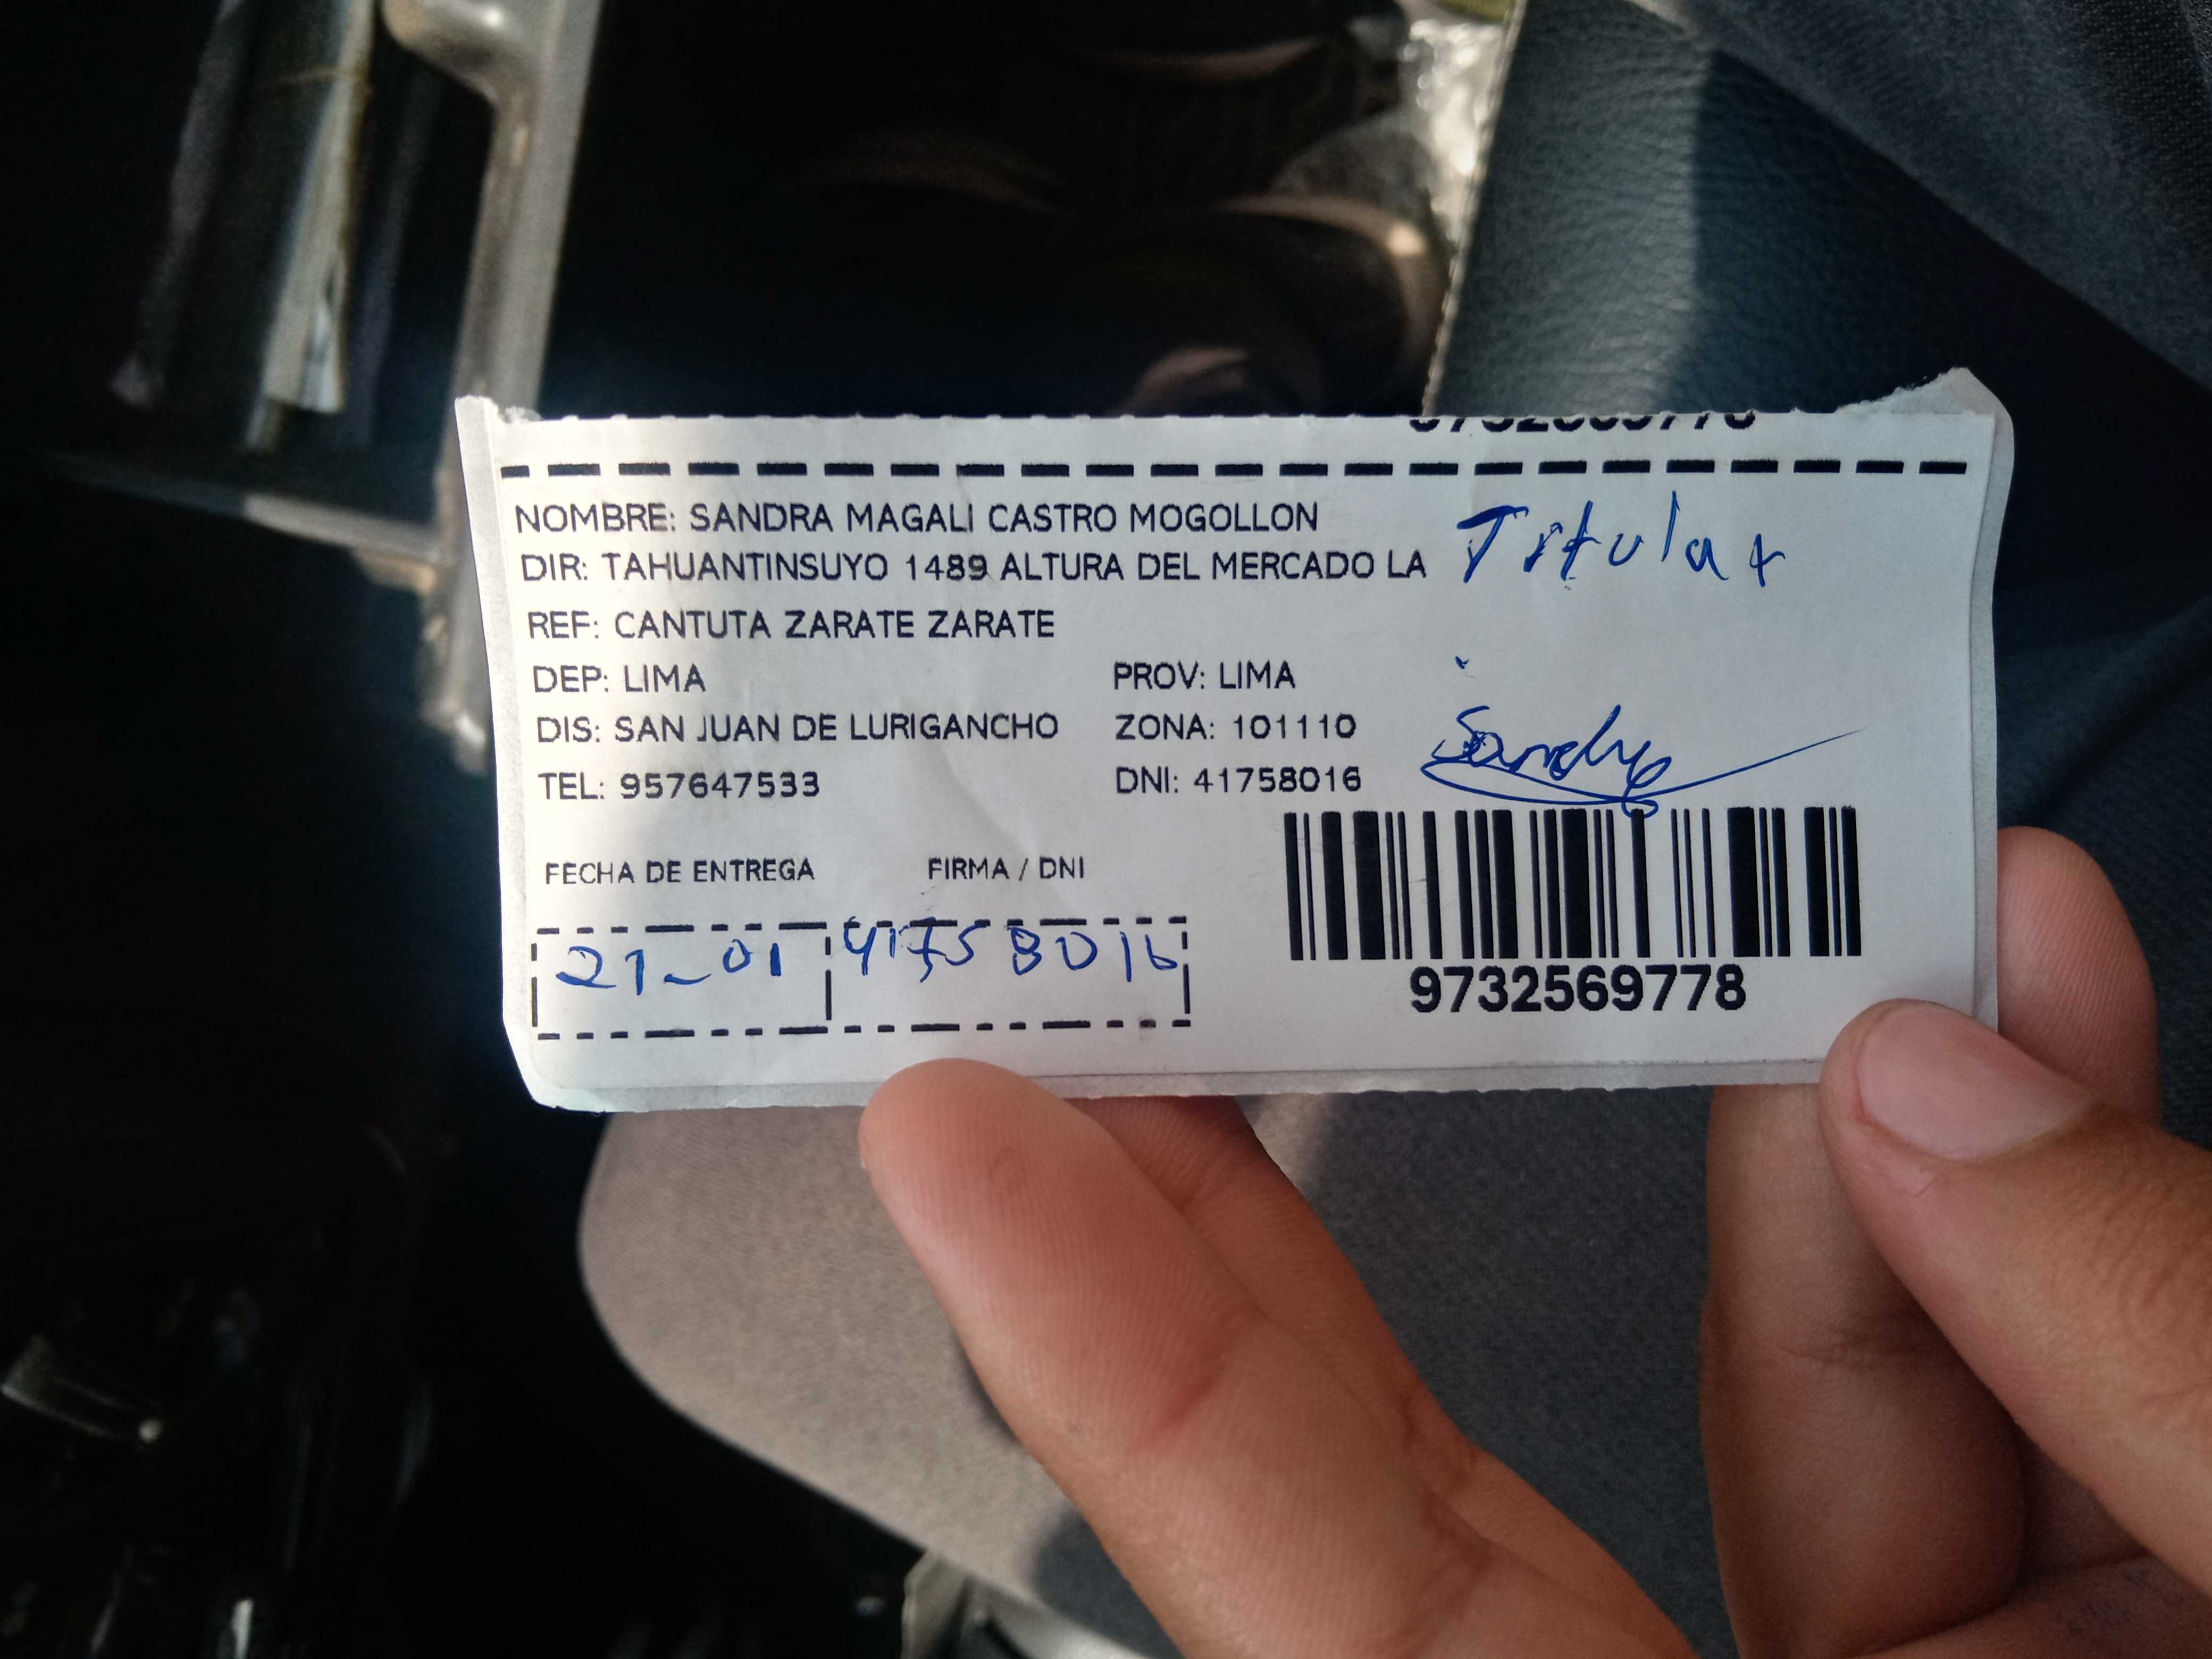 9732569778
NOMBRE: SANDRA MAGALI CASTRO MOGOLLON
Titular
DIR: TAHUANTINSUYO 1489 ALTURA DEL MERCADO LA
REF: CANTUTA ZARATE ZARATE
DEP: LIMA PROV: LIMA
DIS: SAN JUAN DE LURIGANCHO ZONA: 101110
Sandra
TEL: 957647533 DNI: 41758016
FECHA DE ENTREGA FIRMA / DNI
21-01 41758016
9732569778